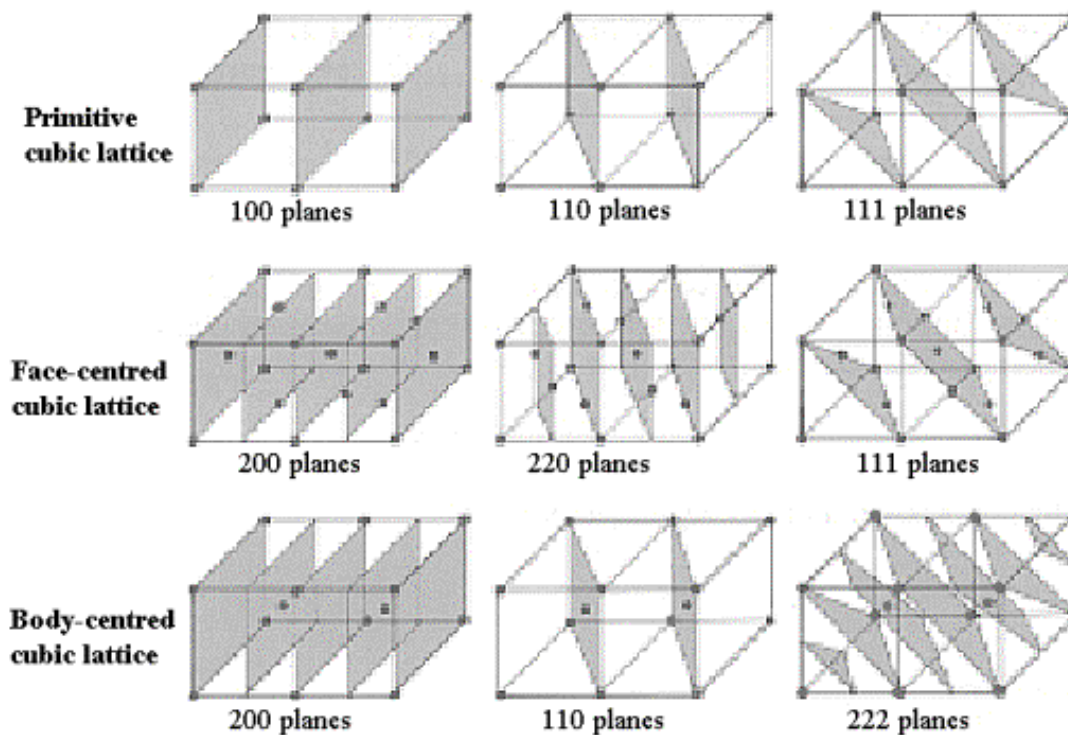 Primitive
cubic lattice
100 planes
110 planes
111 planes
Face-centred
cubic lattice
200 planes
220 planes
111 planes
Body-centred
cubic lattice
200 planes
110 planes
222 planes